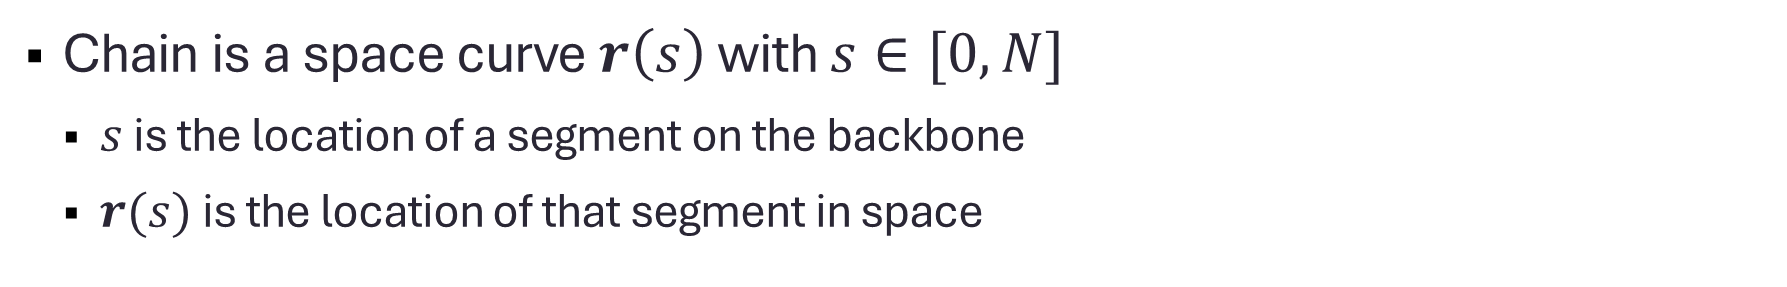 ▪ Chain is a space curve r(s) with s ∈ [0, N]
▪ s is the location of a segment on the backbone
▪ r(s) is the location of that segment in space